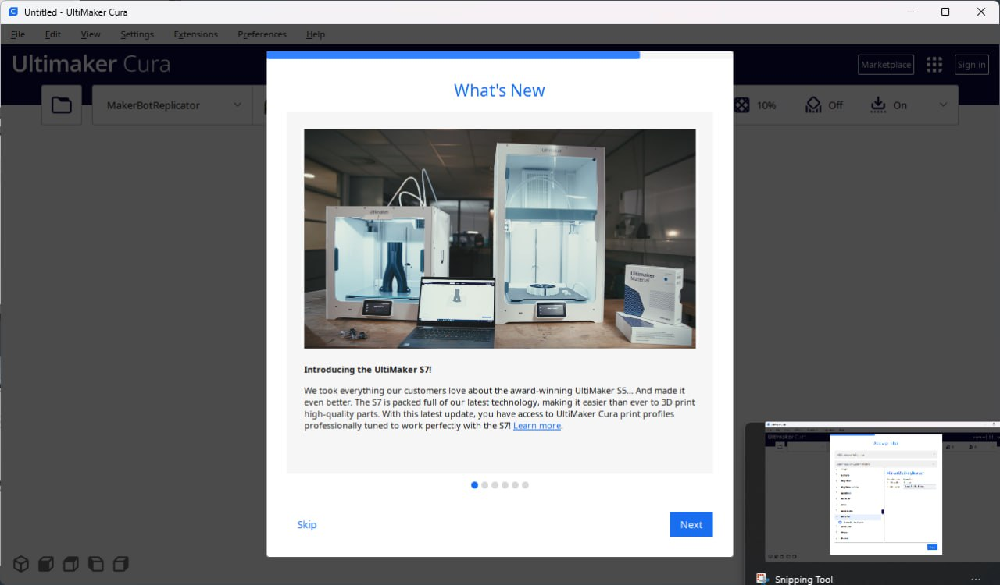 Untitled - UltiMaker Cura
File Edit View Settings Extensions Preferences Help
Ultimaker Cura
Marketplace
Sign in
MakerBotReplicator
10%
Off
On
What's New
Ultimaker
Ultimaker
Ultimaker
Material
Introducing the UltiMaker S7!
We took everything our customers love about the award-winning UltiMaker S5... And made it
even better. The S7 is packed full of our latest technology, making it easier than ever to 3D print
high-quality parts. With this latest update, you have access to UltiMaker Cura print profiles
professionally tuned to work perfectly with the S7! Learn more.
Skip
Next
Snipping Tool